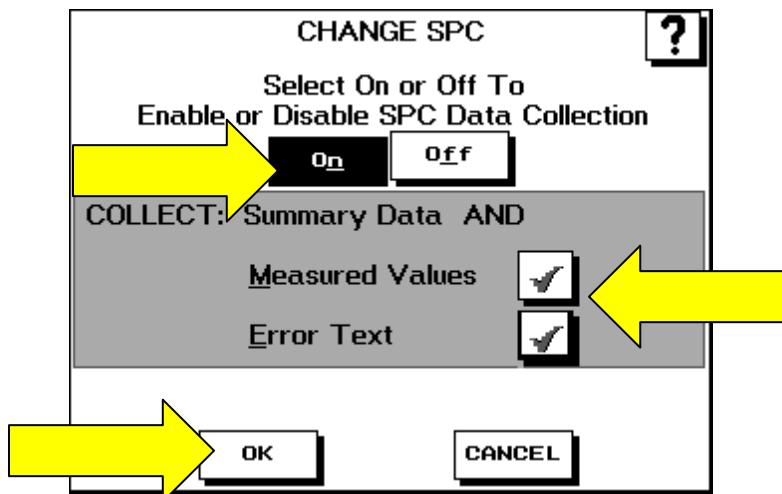 CHANGE SPC
?
Select On or Off To
Enable or Disable SPC Data Collection
On Off
COLLECT: Summary Data AND
Measured Values
Error Text
OK CANCEL